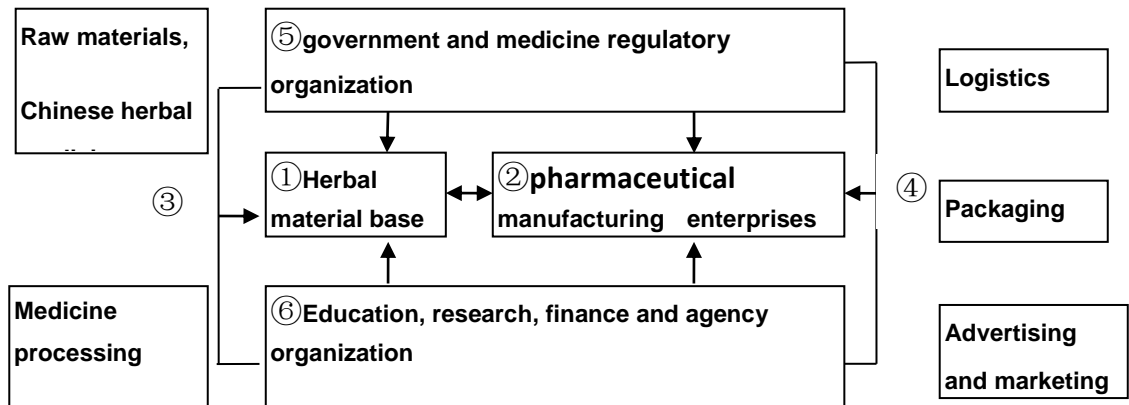 Raw materials,
Chinese herbal
⑤government and medicine regulatory
organization
Logistics
③
①Herbal
material base
②pharmaceutical
manufacturing enterprises
④
Packaging
Medicine
processing
⑥Education, research, finance and agency
organization
Advertising
and marketing